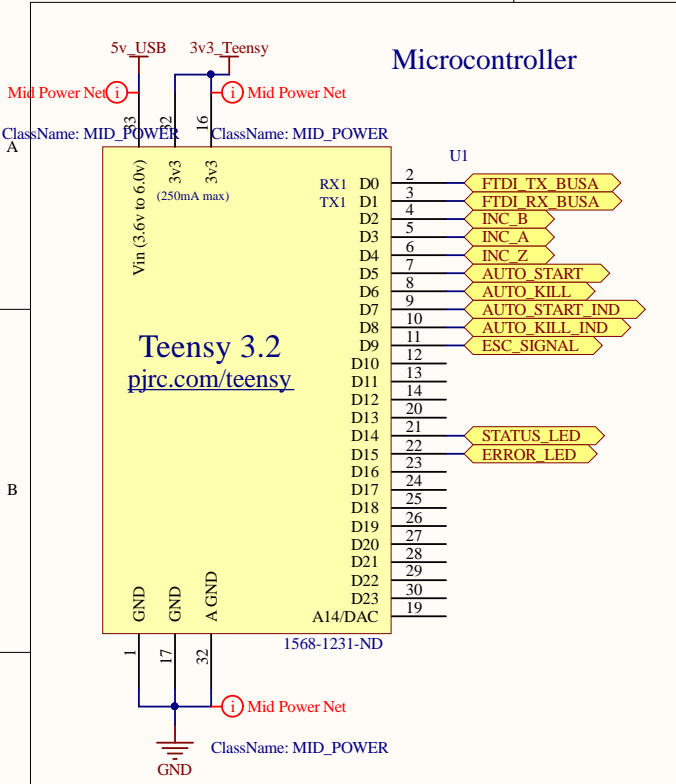 Microcontroller
5v_USB
3v3_Teensy
Mid Power Net
i
i
Mid Power Net
33
32
16
ClassName: MID_POWER
ClassName: MID_POWER
A
U1
Vin (3.6v to 6.0v)
3v3
3v3
(250mA max)
RX1 D0 2 FTDI_TX_BUSA
TX1 D1 3 FTDI_RX_BUSA
D2 4 INC_B
D3 5 INC_A
D4 6 INC_Z
D5 7 AUTO_START
D6 8 AUTO_KILL
D7 9 AUTO_START_IND
D8 10 AUTO_KILL_IND
D9 11 ESC_SIGNAL
D10 12
D11 13
D12 14
D13 20
D14 21 STATUS_LED
D15 22 ERROR_LED
D16 23
D17 24
D18 25
D19 26
D20 27
D21 28
D22 29
D23 30
A14/DAC 19
Teensy 3.2
pjrc.com/teensy
B
GND
GND
A GND
1568-1231-ND
1
17
32
i
Mid Power Net
ClassName: MID_POWER
GND